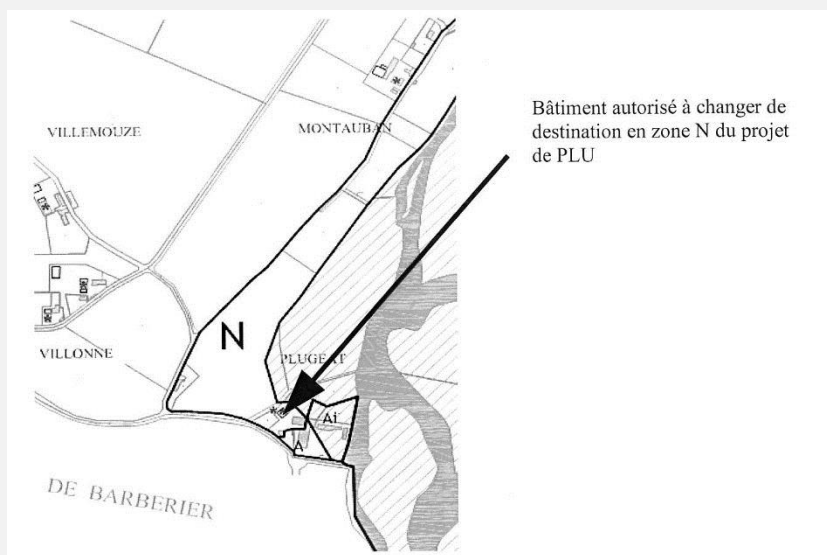 Bâtiment autorisé à changer de
destination en zone N du projet
de PLU
VILLEMOUZE
MONTAUBAN
N
VILLONNE
PLUGEAT
Ai
A
DE BARBERIER